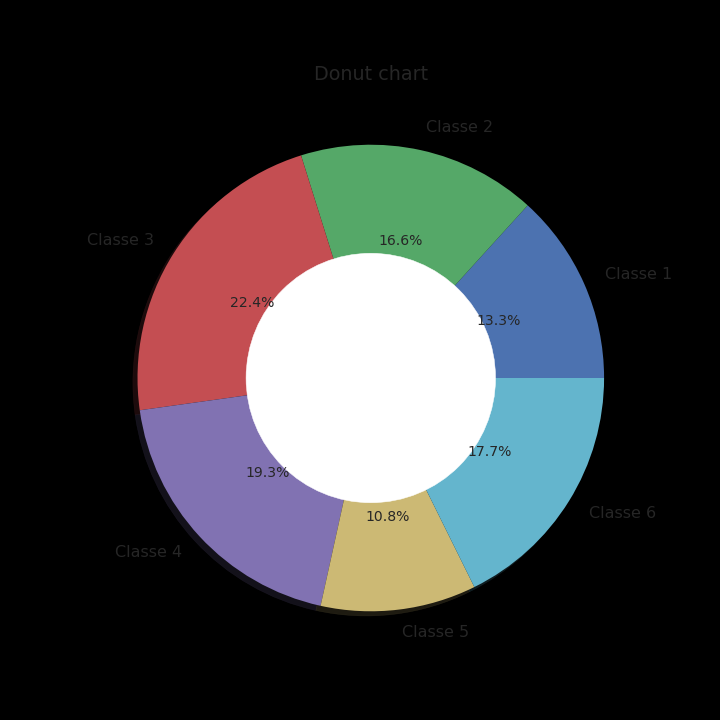 Donut chart
Classe 2
Classe 3
16.6%
Classe 1
22.4%
13.3%
17.7%
19.3%
Classe 6
10.8%
Classe 4
Classe 5